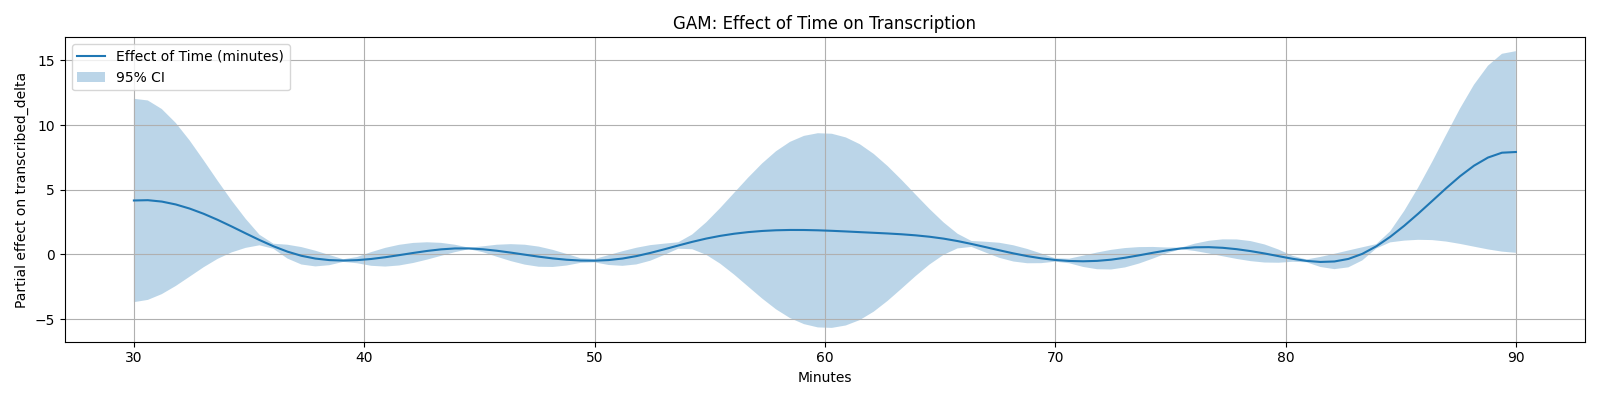 GAM: Effect of Time on Transcription
Effect of Time (minutes)
95% CI
Partial effect on transcribed_delta
15
10
5
0
−5
30 40 50 60 70 80 90
Minutes